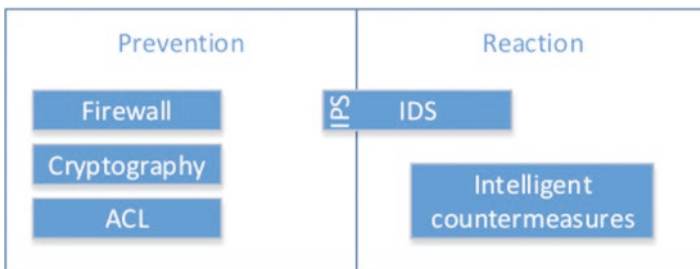 Prevention
Reaction
Firewall
IPS
IDS
Cryptography
ACL
Intelligent
countermeasures